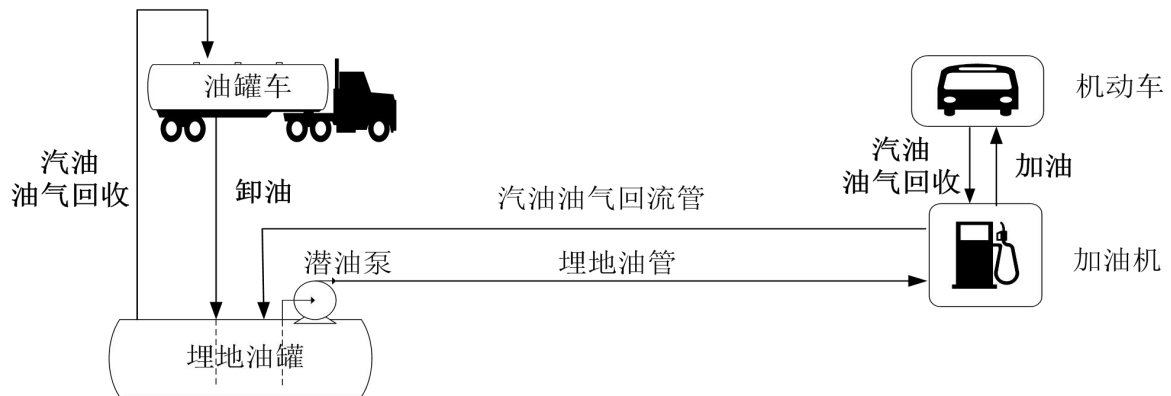 油罐车
机动车
汽油
油气回收
卸油
汽油
油气回收
加油
汽油油气回流管
潜油泵
埋地油管
加油机
埋地油罐